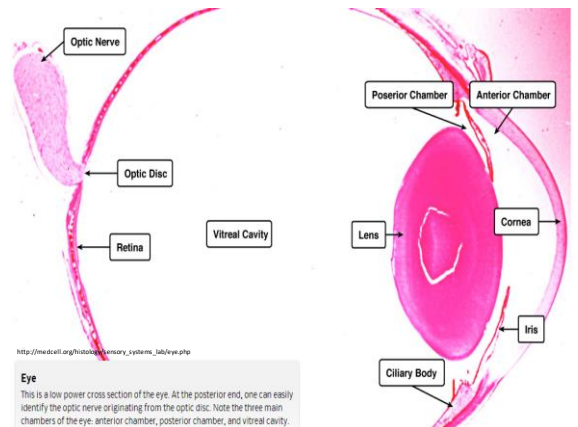 Optic Nerve
Poserior Chamber
Anterior Chamber
Optic Disc
Vitreal Cavity
Lens
Cornea
Retina
Iris
http://medcell.org/histology/sensory_systems_lab/eye.php
Ciliary Body
Eye
This is a low power cross section of the eye. At the posterior end, one can easily
identify the optic nerve originating from the optic disc. Note the three main
chambers of the eye: anterior chamber, posterior chamber, and vitreal cavity.